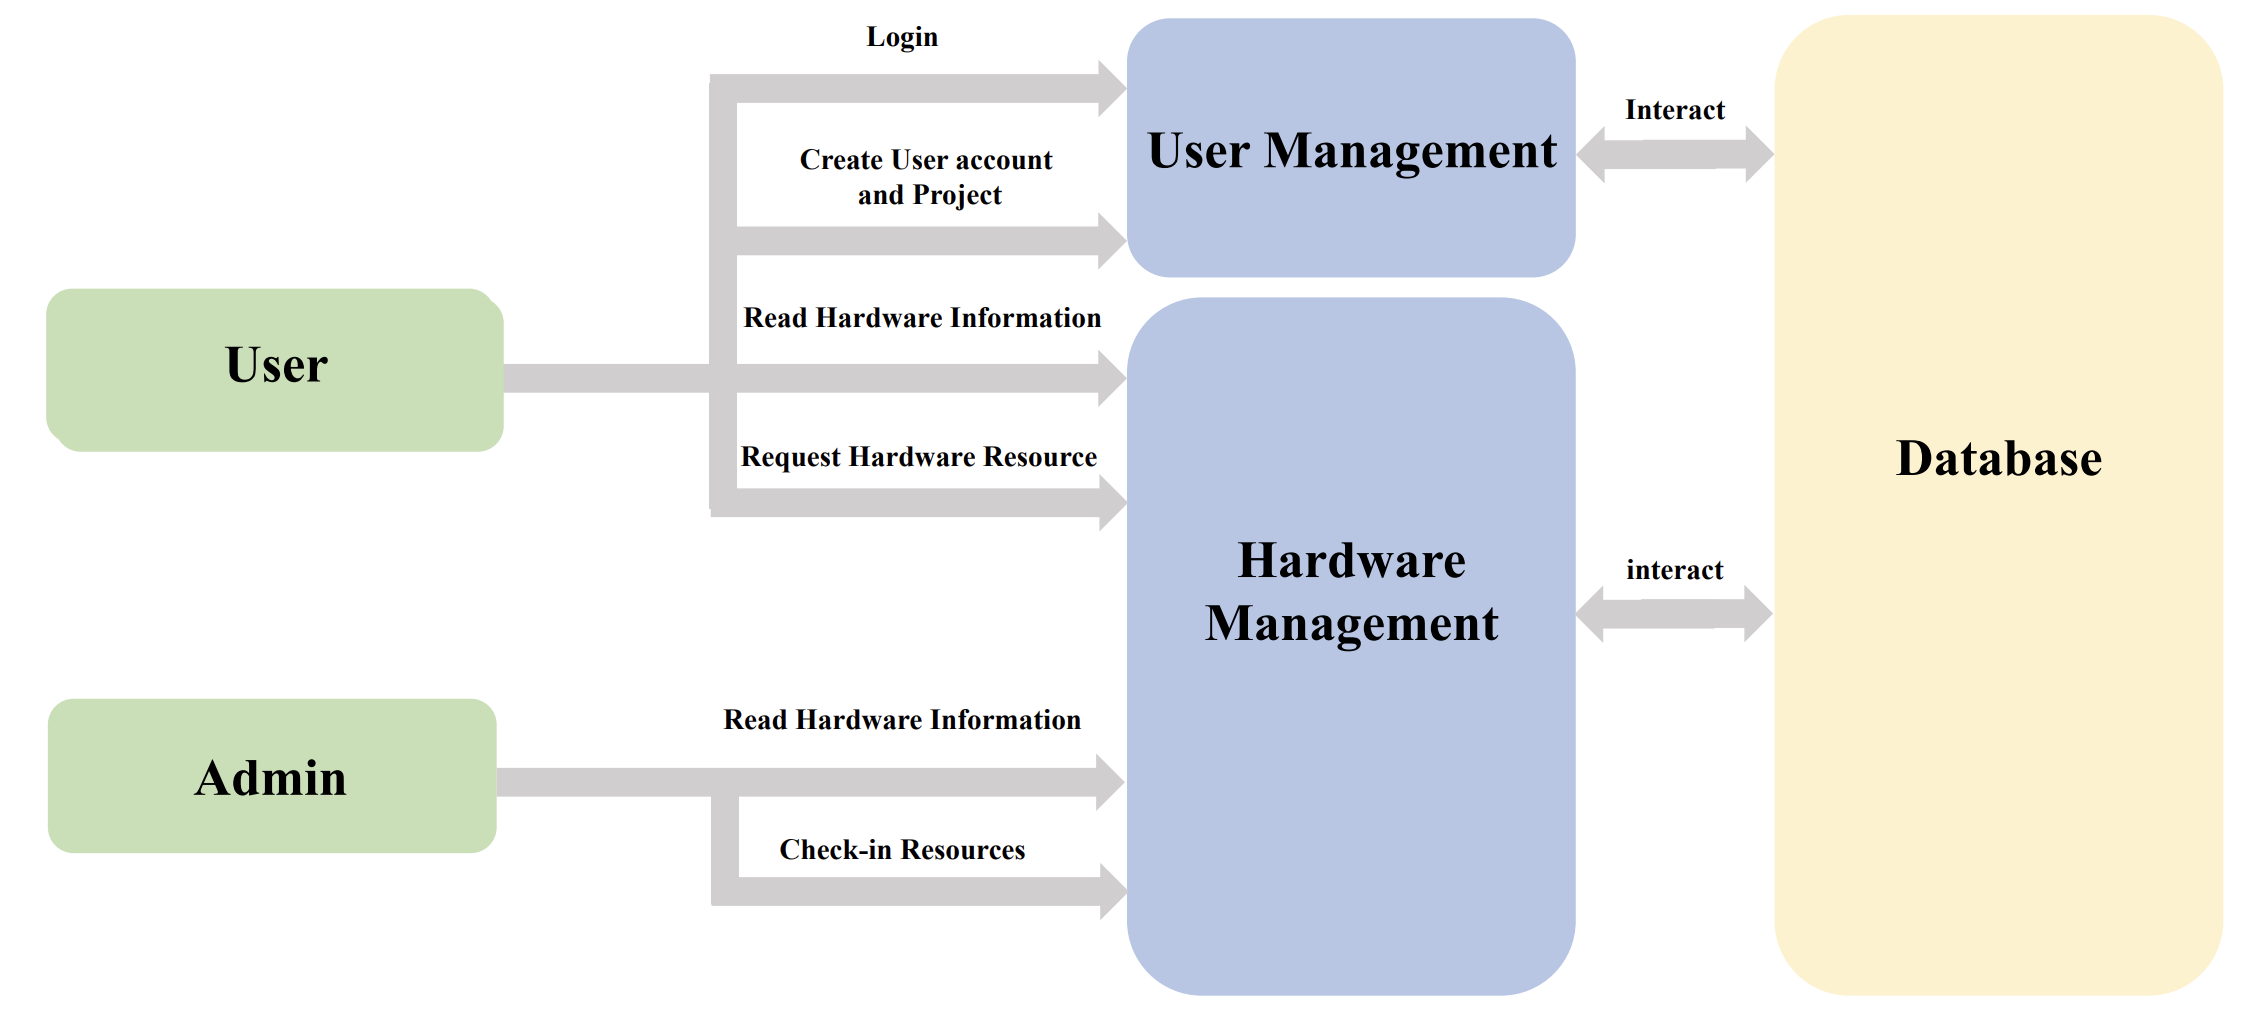 Login
Create User account
and Project
User Management
Interact
Read Hardware Information
User
Request Hardware Resource
Database
Hardware
Management
interact
Read Hardware Information
Admin
Check-in Resources